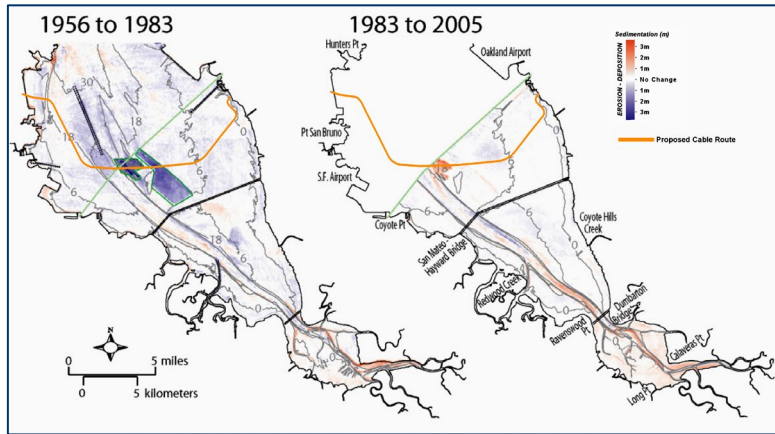 1956 to 1983
1983 to 2005
Hunters Pt
Oakland Airport
Sedimentation (m)
EROSION - DEPOSITION
3m
2m
1m
No Change
1m
2m
3m
Proposed Cable Route
30
18
18
6
6
0
Pt San Bruno
S.F. Airport
Coyote Pt
18
6
0
18
6
6
0
San Mateo -
Hayward Bridge
Coyote Hills
Creek
0
Redwood Creek
Ravenswood
Pt
Dumbarton
Bridge
Calaveras Pt
Long Pt
N
0 5 miles
0 5 kilometers